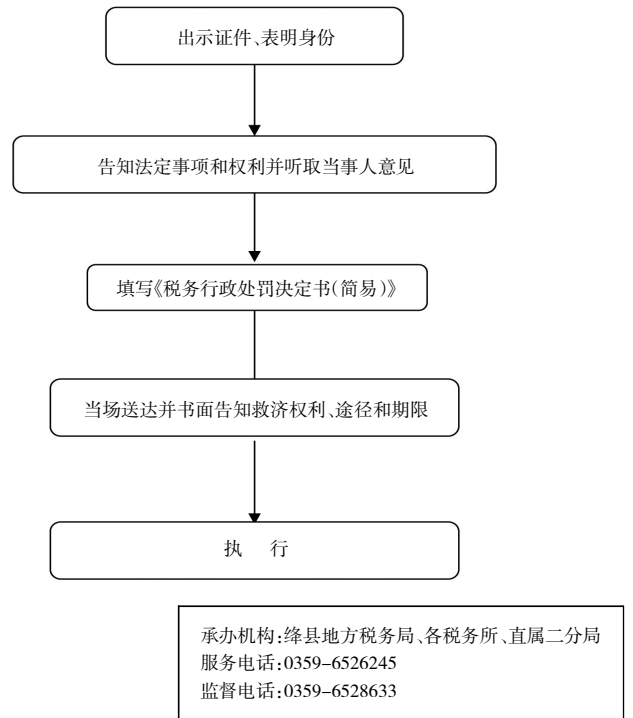 出示证件、表明身份
告知法定事项和权利并听取当事人意见
填写《税务行政处罚决定书(简易)》
当场送达并书面告知救济权利、途径和期限
执 行
承办机构:绛县地方税务局、各税务所、直属二分局
服务电话:0359-6526245
监督电话:0359-6528633